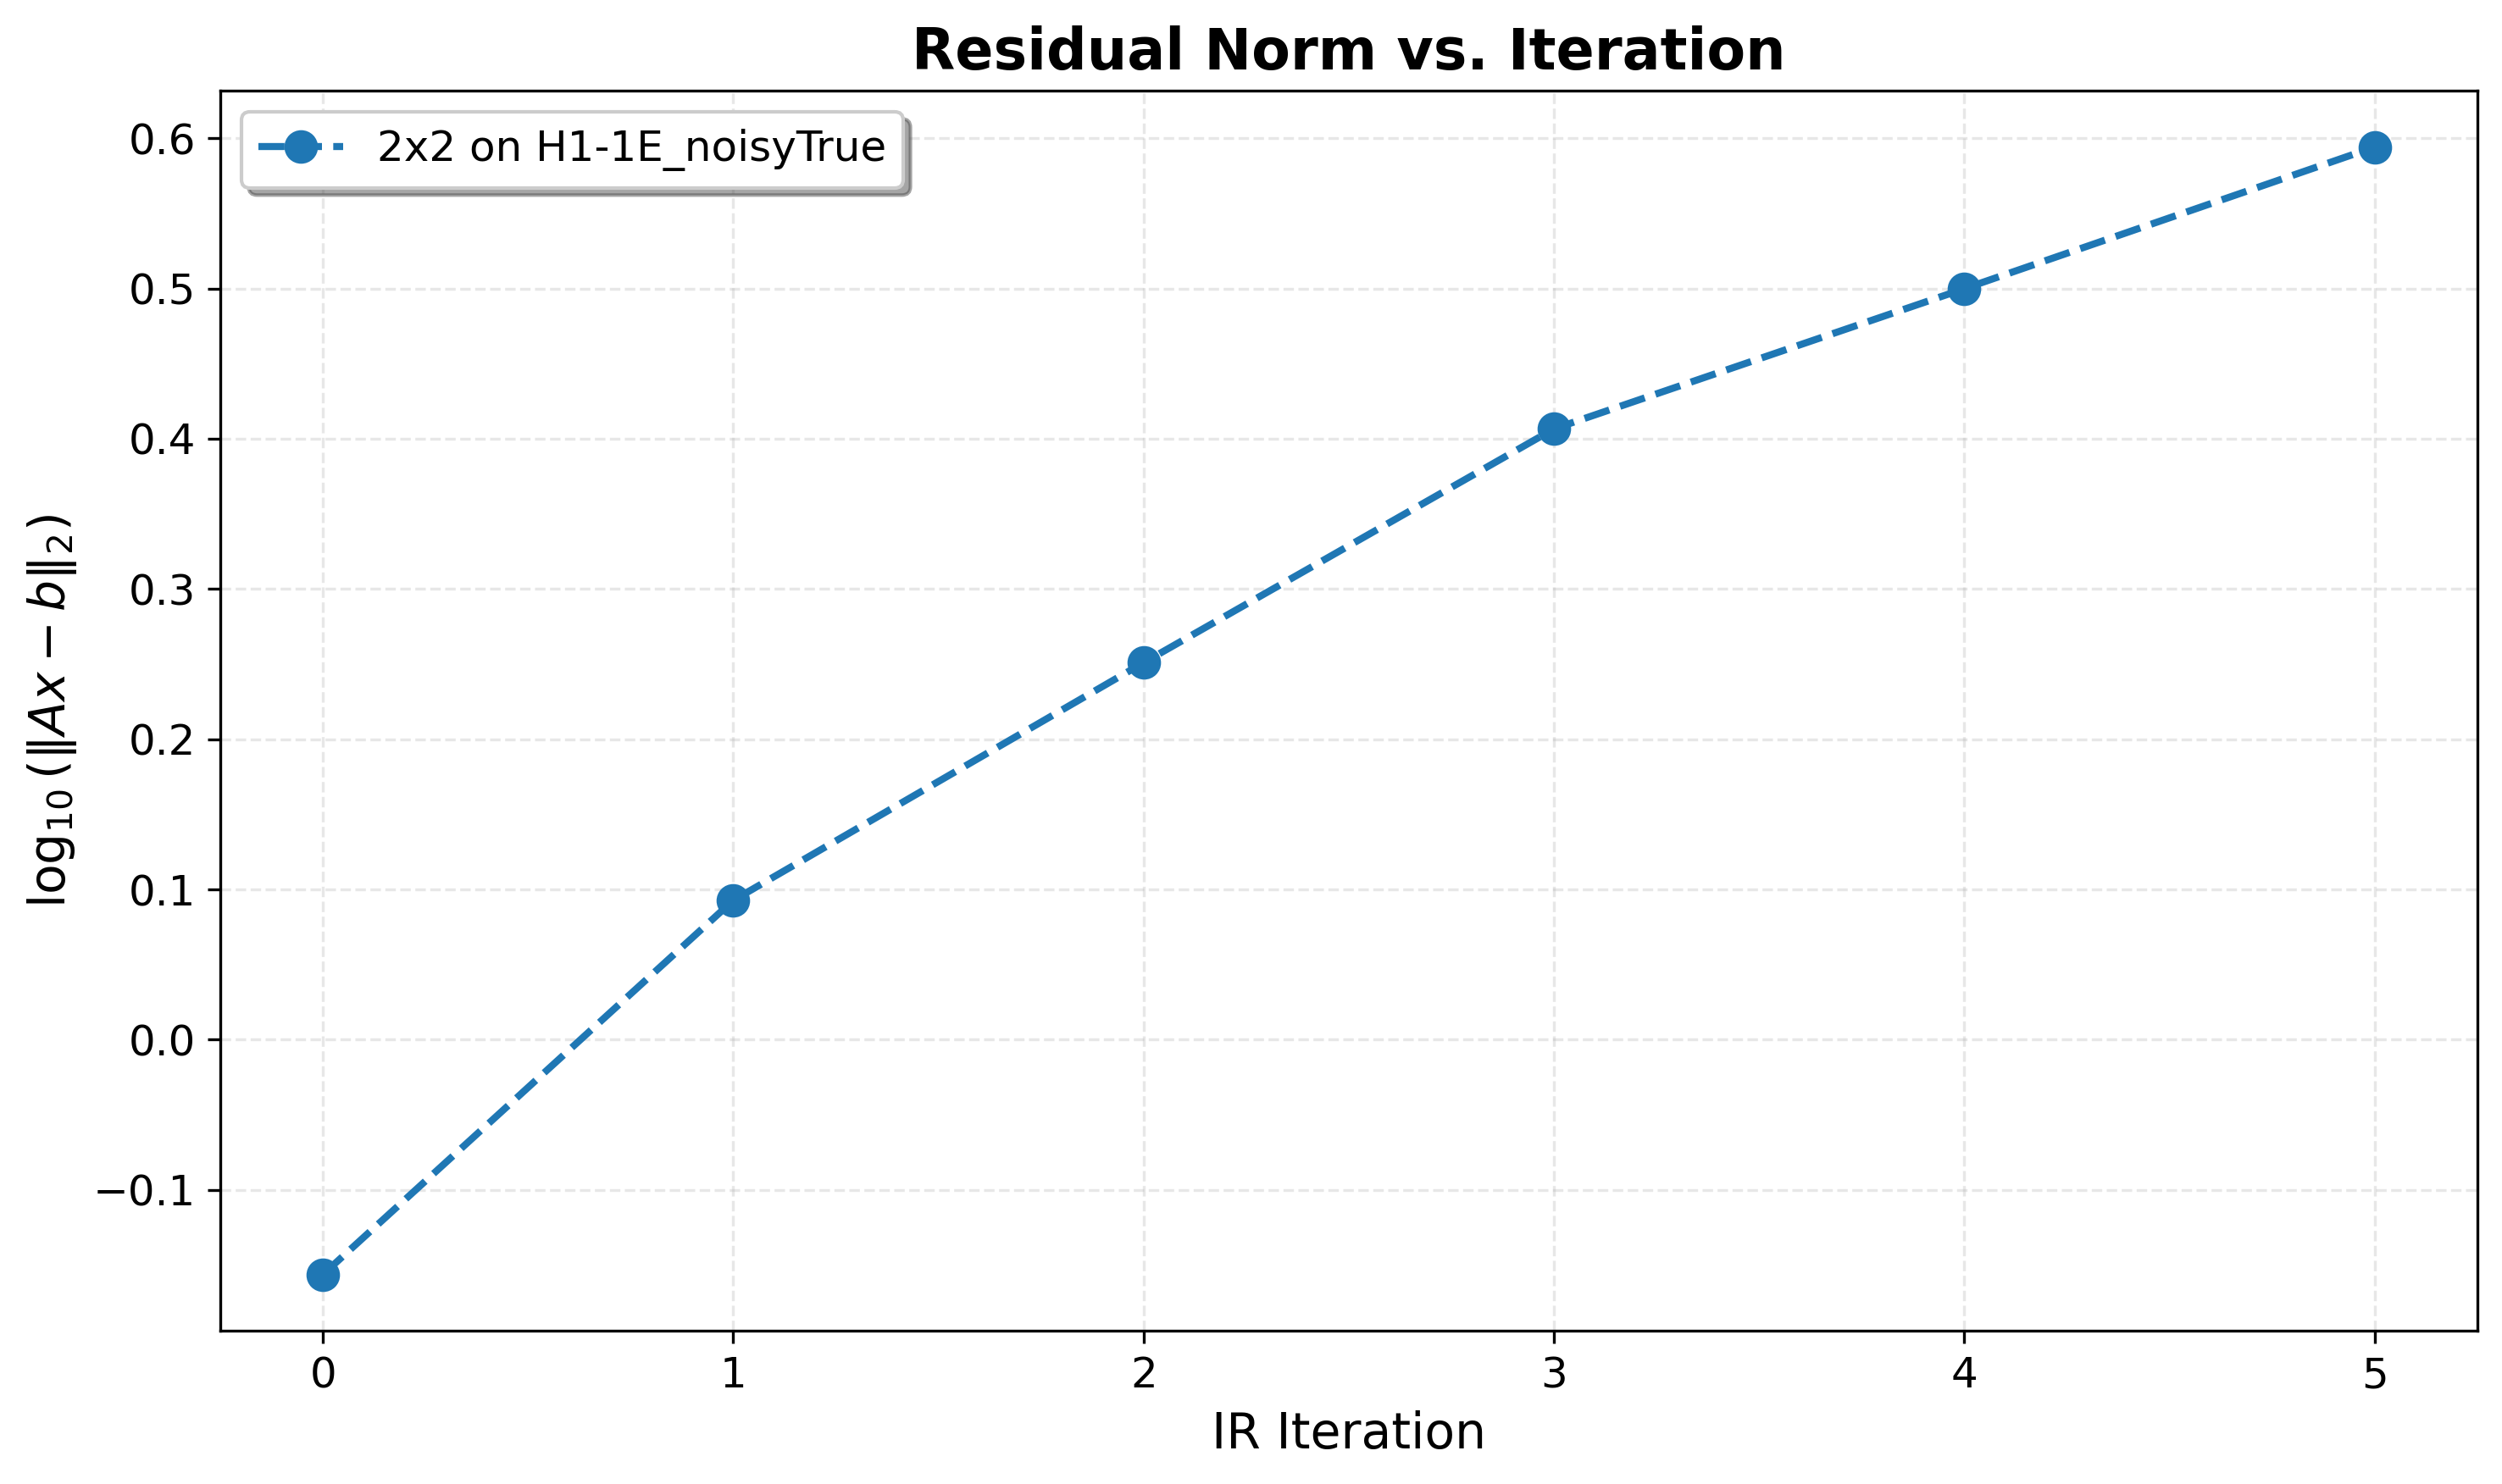 Residual Norm vs. Iteration
2x2 on H1-1E_noisyTrue
log₁₀ (‖Ax − b‖₂)
0.6
0.5
0.4
0.3
0.2
0.1
0.0
−0.1
0 1 2 3 4 5
IR Iteration